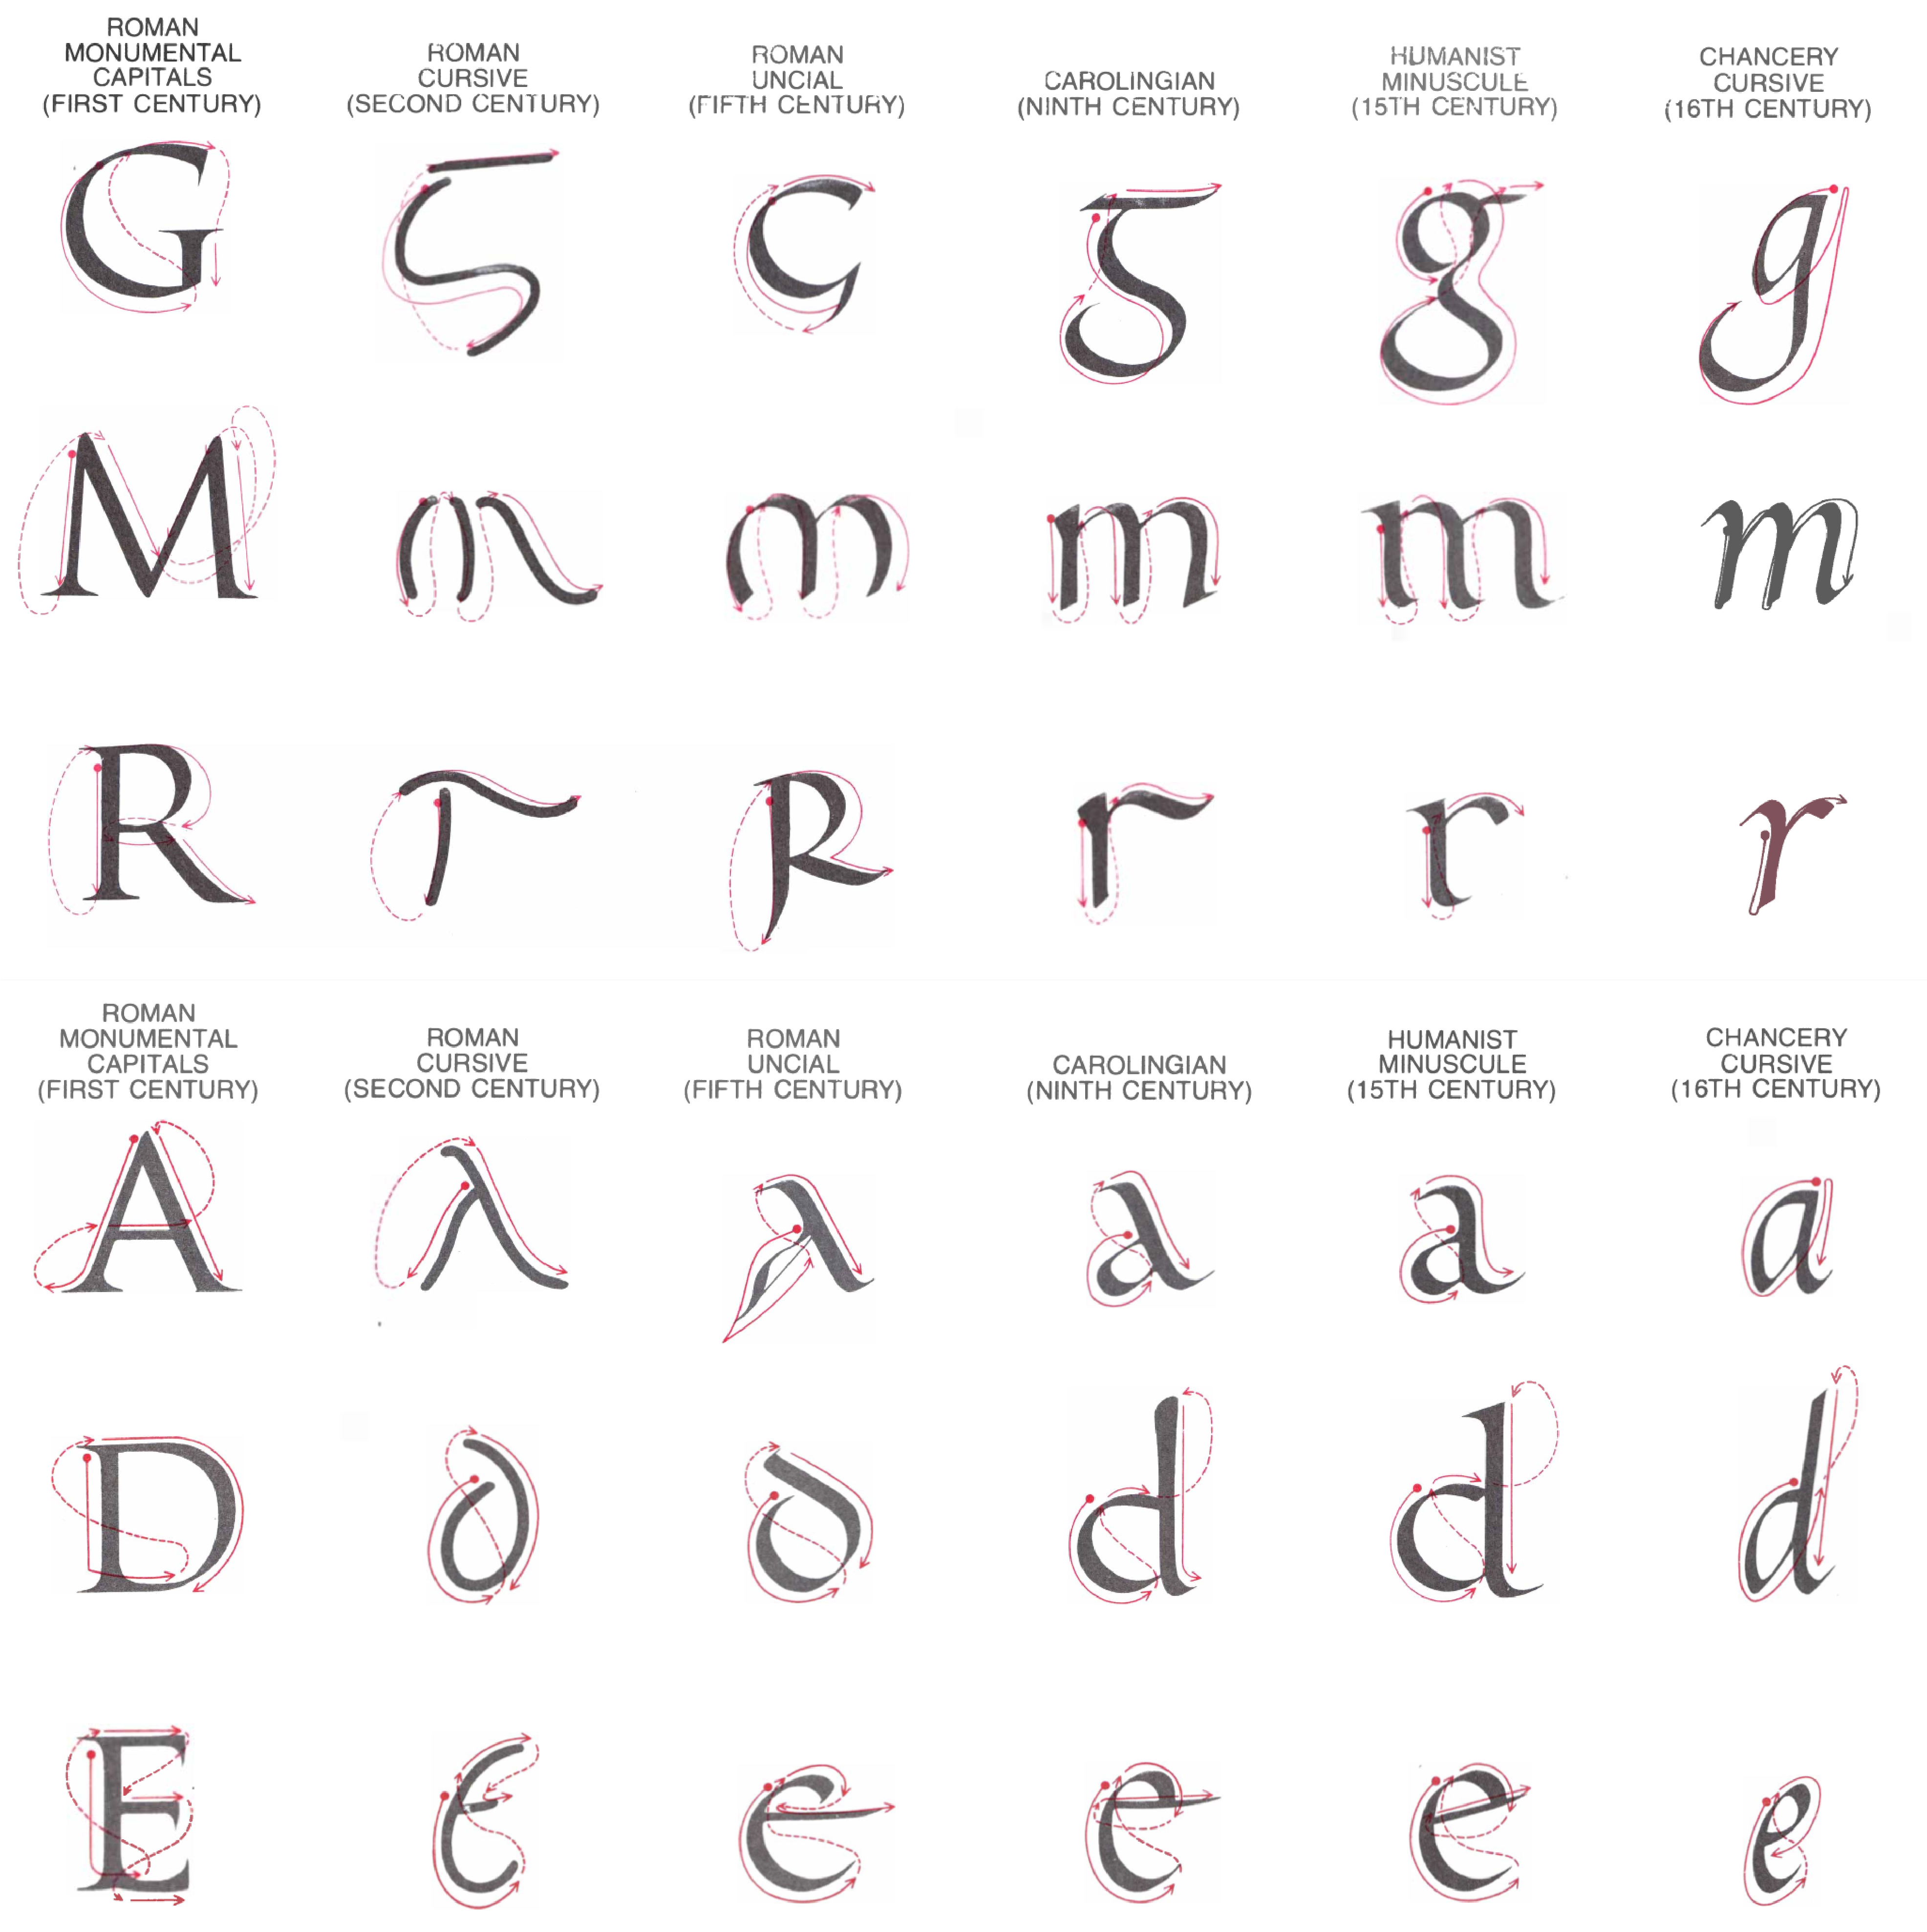 ROMAN
MONUMENTAL
CAPITALS
(FIRST CENTURY)
ROMAN
CURSIVE
(SECOND CENTURY)
ROMAN
UNCIAL
(FIFTH CENTURY)
CAROLINGIAN
(NINTH CENTURY)
HUMANIST
MINUSCULE
(15TH CENTURY)
CHANCERY
CURSIVE
(16TH CENTURY)
G G G g g g
M m m m m m
R r R r r r
ROMAN
MONUMENTAL
CAPITALS
(FIRST CENTURY)
ROMAN
CURSIVE
(SECOND CENTURY)
ROMAN
UNCIAL
(FIFTH CENTURY)
CAROLINGIAN
(NINTH CENTURY)
HUMANIST
MINUSCULE
(15TH CENTURY)
CHANCERY
CURSIVE
(16TH CENTURY)
A a a a a a
D d d d d d
E e e e e e